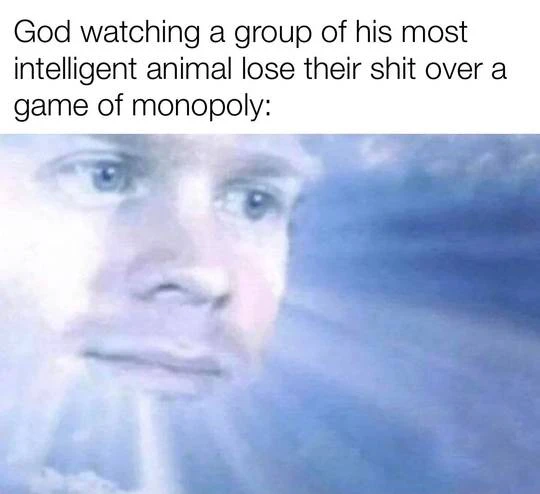 God watching a group of his most
intelligent animal lose their shit over a
game of monopoly: